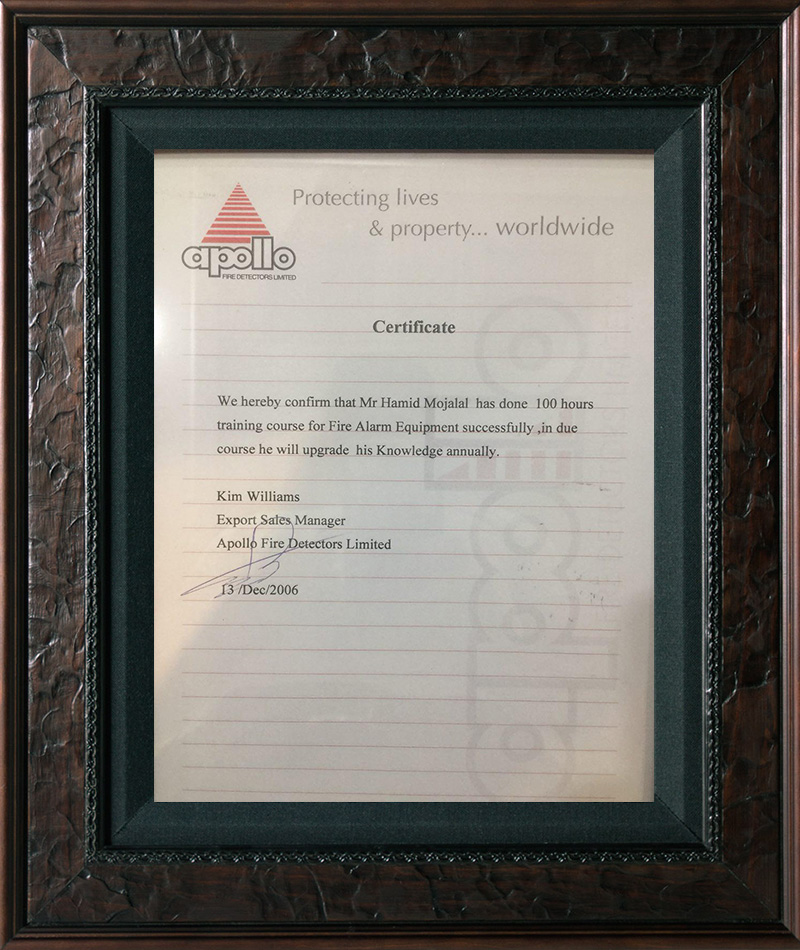 Protecting lives
& property... worldwide
apollo
FIRE DETECTORS LIMITED
Certificate
We hereby confirm that Mr Hamid Mojalal has done 100 hours
training course for Fire Alarm Equipment successfully ,in due
course he will upgrade his Knowledge annually.
Kim Williams
Export Sales Manager
Apollo Fire Detectors Limited
13 /Dec/2006